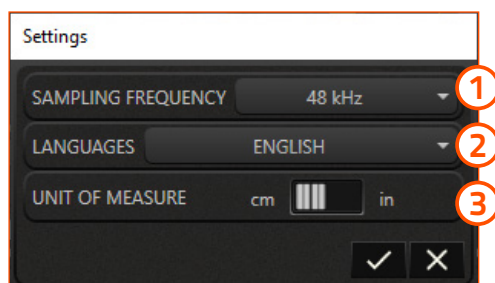 Settings
SAMPLING FREQUENCY 48 kHz 1
LANGUAGES ENGLISH 2
UNIT OF MEASURE cm in 3